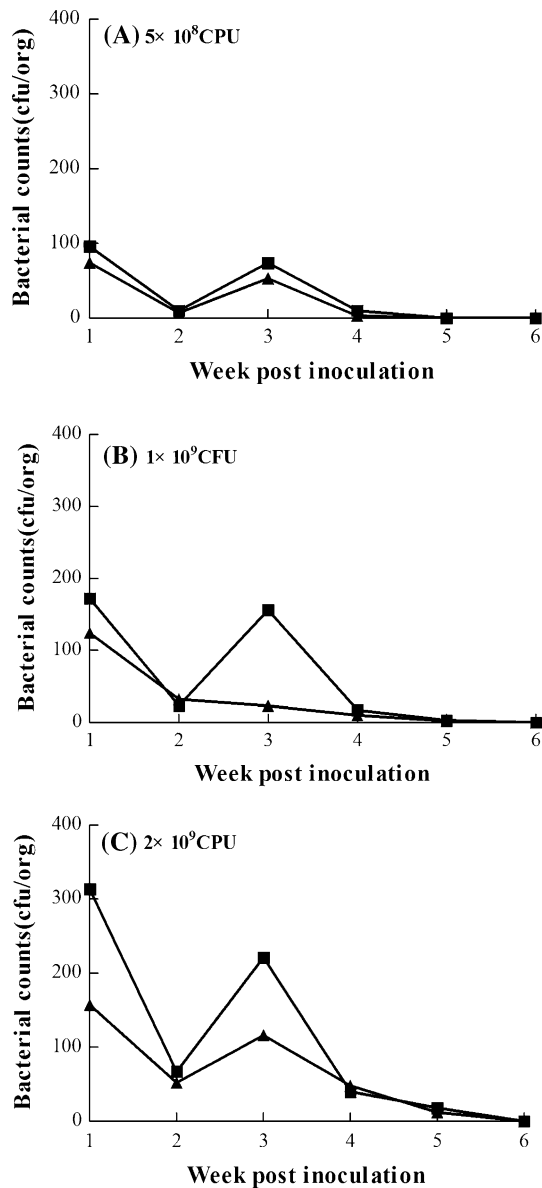 (A) 5× 10⁸CPU
Bacterial counts(cfu/org)
400
300
200
100
0
1 2 3 4 5 6
Week post inoculation
(B) 1× 10⁹CFU
Bacterial counts(cfu/org)
400
300
200
100
0
1 2 3 4 5 6
Week post inoculation
(C) 2× 10⁹CPU
Bacterial counts(cfu/org)
400
300
200
100
0
1 2 3 4 5 6
Week post inoculation